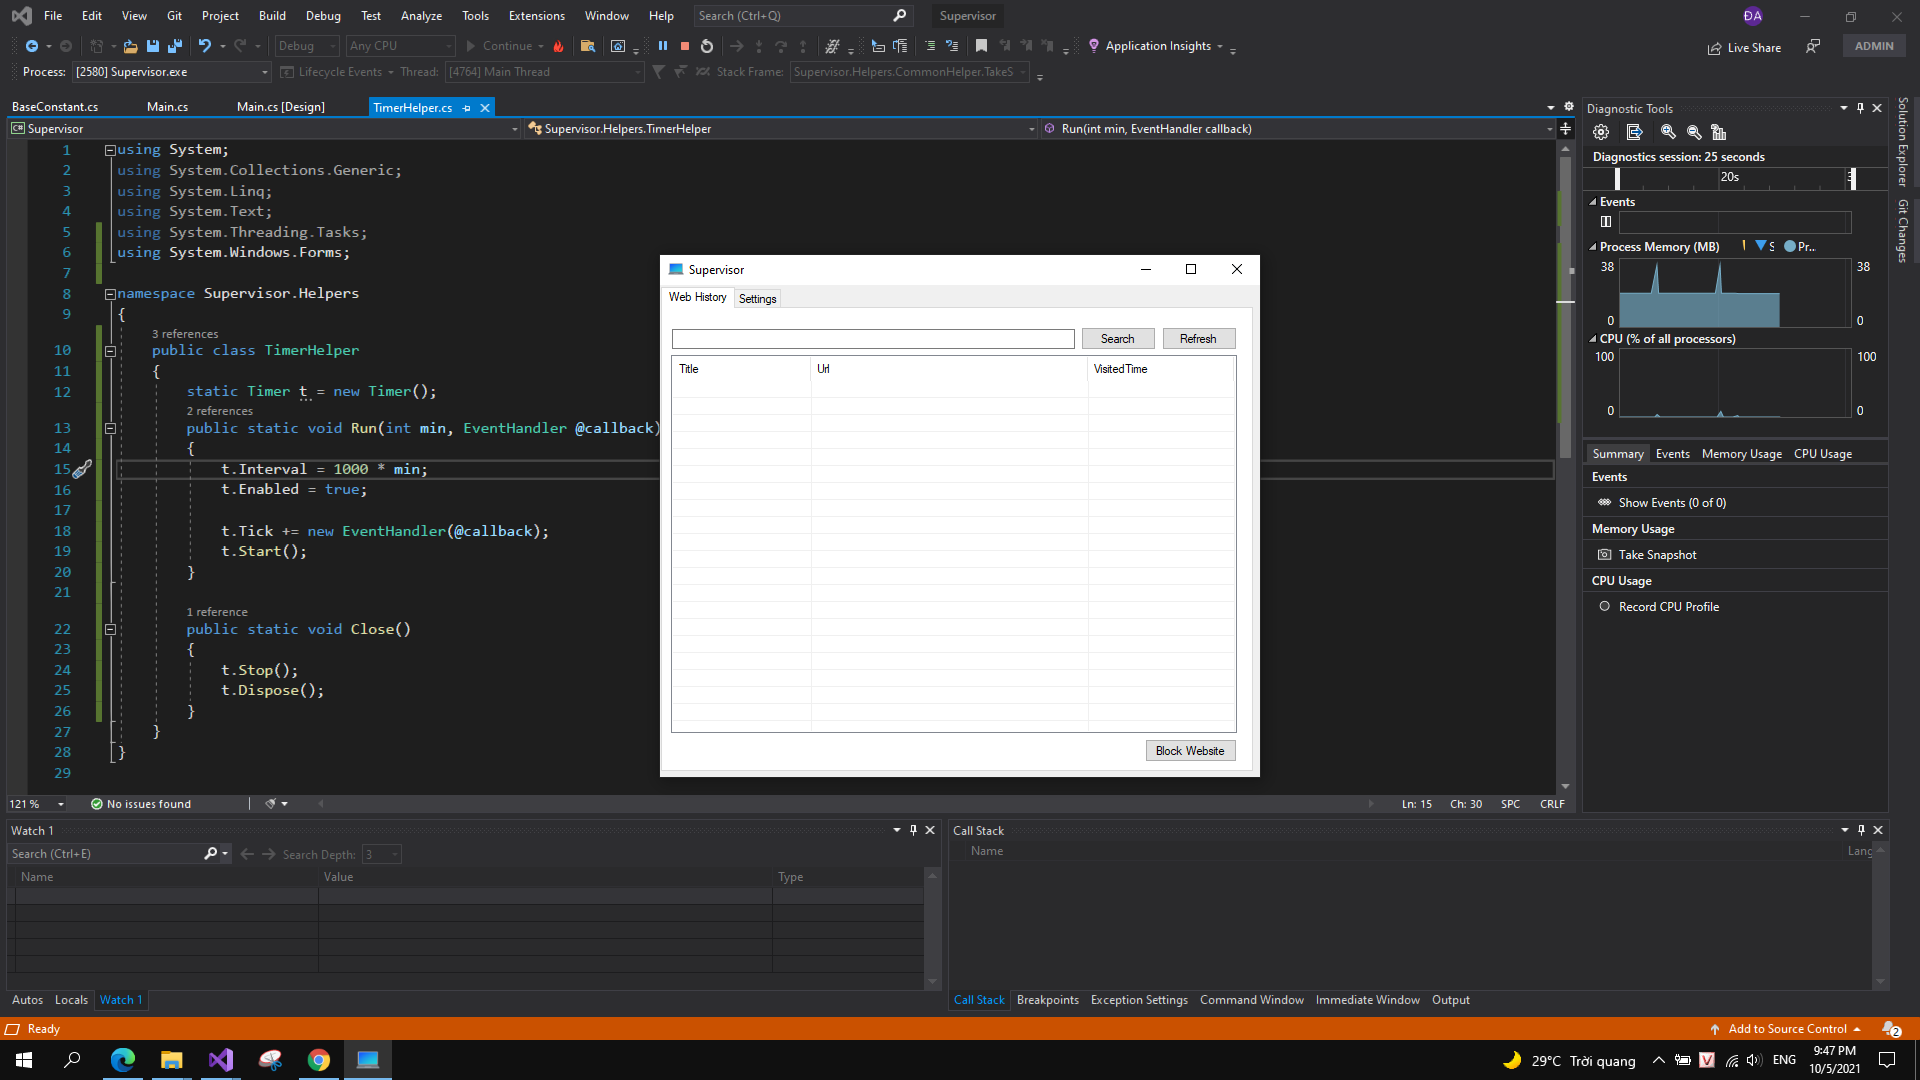 File Edit View Git Project Build Debug Test Analyze Tools Extensions Window Help Search (Ctrl+Q) Supervisor ĐA
Debug Any CPU Continue Application Insights Live Share ADMIN
Process: [2580] Supervisor.exe Lifecycle Events Thread: [4764] Main Thread Stack Frame: Supervisor.Helpers.CommonHelper.TakeS
BaseConstant.cs Main.cs Main.cs [Design] TimerHelper.cs
Supervisor Supervisor.Helpers.TimerHelper Run(int min, EventHandler callback)
1 using System;
2 using System.Collections.Generic;
3 using System.Linq;
4 using System.Text;
5 using System.Threading.Tasks;
6 using System.Windows.Forms;
7
8 namespace Supervisor.Helpers
9 {
3 references
10 public class TimerHelper
11 {
12 static Timer t = new Timer();
2 references
13 public static void Run(int min, EventHandler @callback)
14 {
15 t.Interval = 1000 * min;
16 t.Enabled = true;
17
18 t.Tick += new EventHandler(@callback);
19 t.Start();
20 }
21
1 reference
22 public static void Close()
23 {
24 t.Stop();
25 t.Dispose();
26 }
27 }
28 }
29
121 % No issues found Ln: 15 Ch: 30 SPC CRLF
Supervisor
Web History Settings
Search Refresh
Title Url VisitedTime
Block Website
Diagnostic Tools
Diagnostics session: 25 seconds
20s
Events
Process Memory (MB) S Pr...
38 38
0 0
CPU (% of all processors)
100 100
0 0
Summary Events Memory Usage CPU Usage
Events
Show Events (0 of 0)
Memory Usage
Take Snapshot
CPU Usage
Record CPU Profile
Solution Explorer
Git Changes
Watch 1
Search (Ctrl+E) Search Depth: 3
Name Value Type
Autos Locals Watch 1
Call Stack
Name Lang
Call Stack Breakpoints Exception Settings Command Window Immediate Window Output
Ready Add to Source Control 2
29°C Trời quang V ENG 9:47 PM
10/5/2021